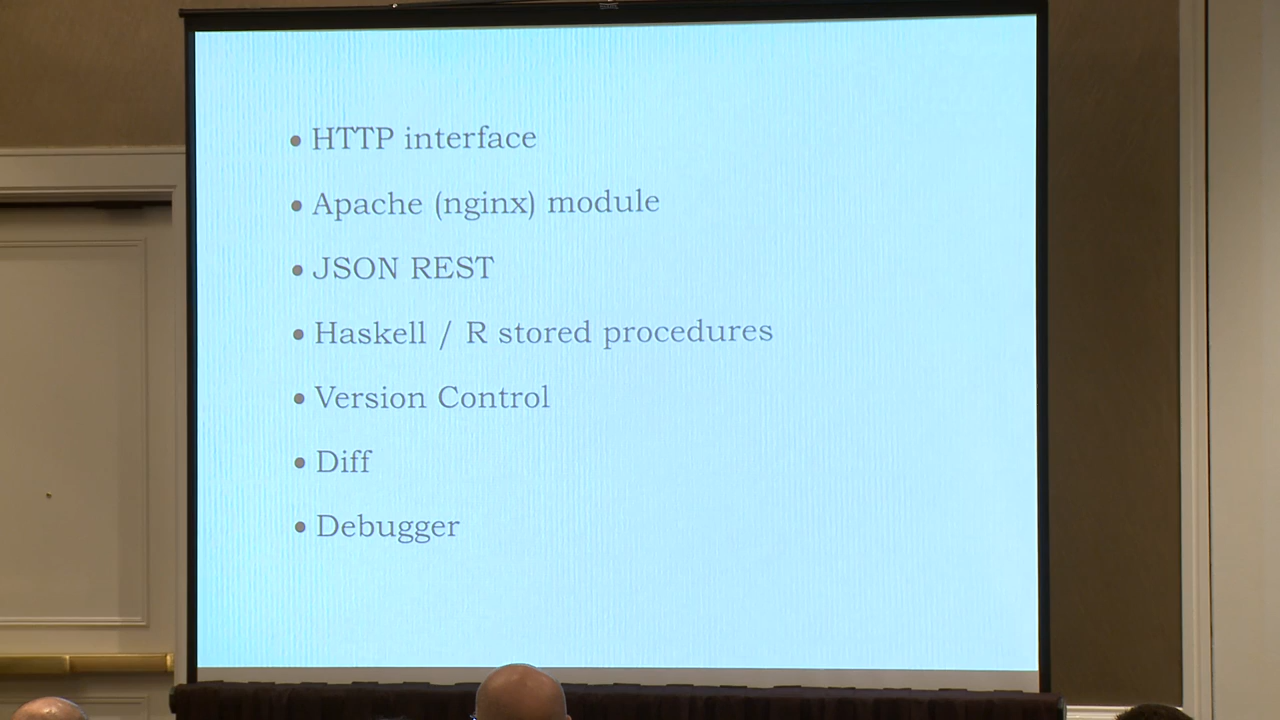 • HTTP interface
• Apache (nginx) module
• JSON REST
• Haskell / R stored procedures
• Version Control
• Diff
• Debugger